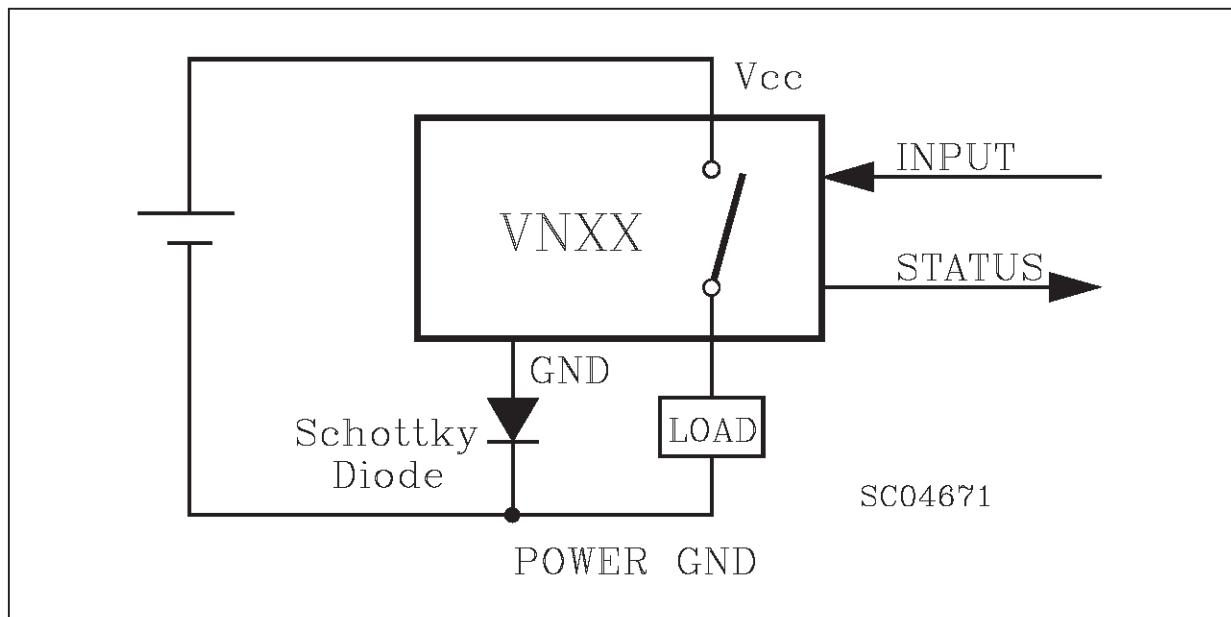 Vcc
INPUT
VNXX
STATUS
GND
Schottky
Diode
LOAD
SC04671
POWER GND